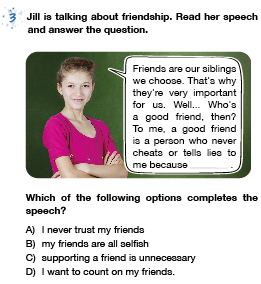 3 Jill is talking about friendship. Read her speech
and answer the question.
Friends are our siblings
we choose. That's why
they're very important
for us. Well... Who's
a good friend, then?
To me, a good friend
is a person who never
cheats or tells lies to
me because ________.
Which of the following options completes the
speech?
A) I never trust my friends
B) my friends are all selfish
C) supporting a friend is unnecessary
D) I want to count on my friends.